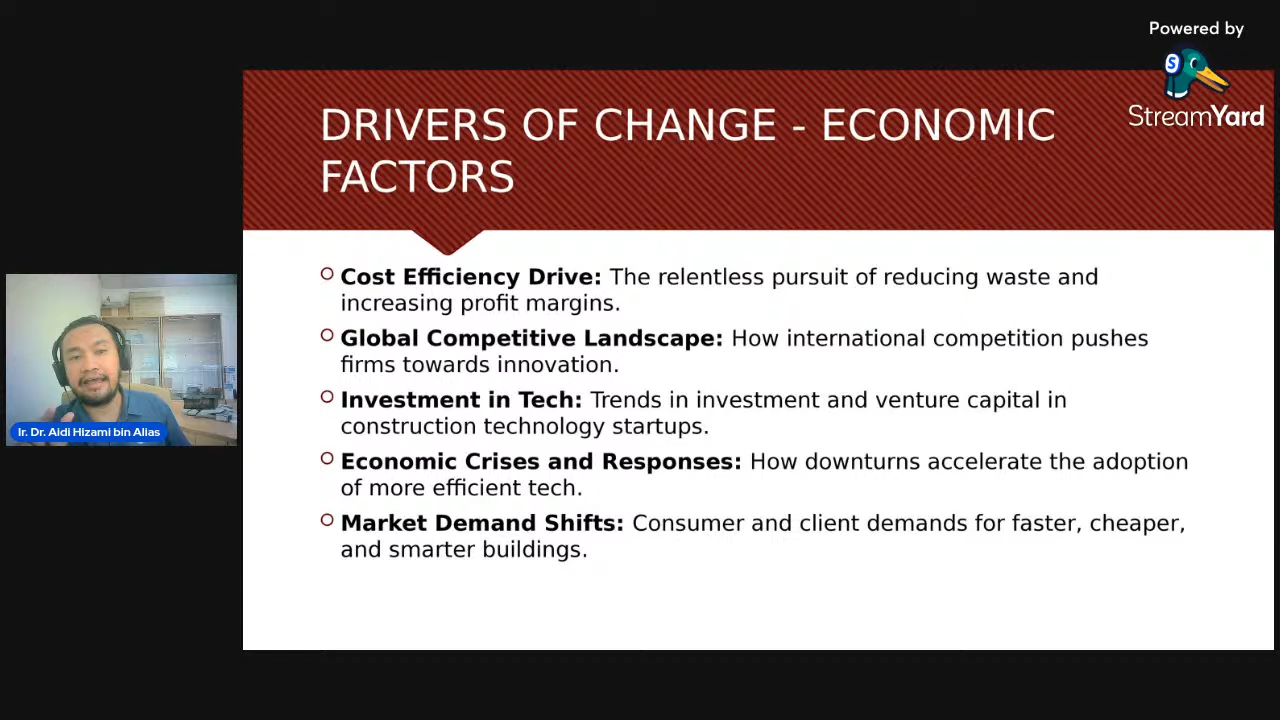 Powered by
StreamYard
DRIVERS OF CHANGE - ECONOMIC
FACTORS
Cost Efficiency Drive: The relentless pursuit of reducing waste and
increasing profit margins.
Global Competitive Landscape: How international competition pushes
firms towards innovation.
Investment in Tech: Trends in investment and venture capital in
construction technology startups.
Economic Crises and Responses: How downturns accelerate the adoption
of more efficient tech.
Market Demand Shifts: Consumer and client demands for faster, cheaper,
and smarter buildings.
Ir. Dr. Aidi Hizami bin Alias